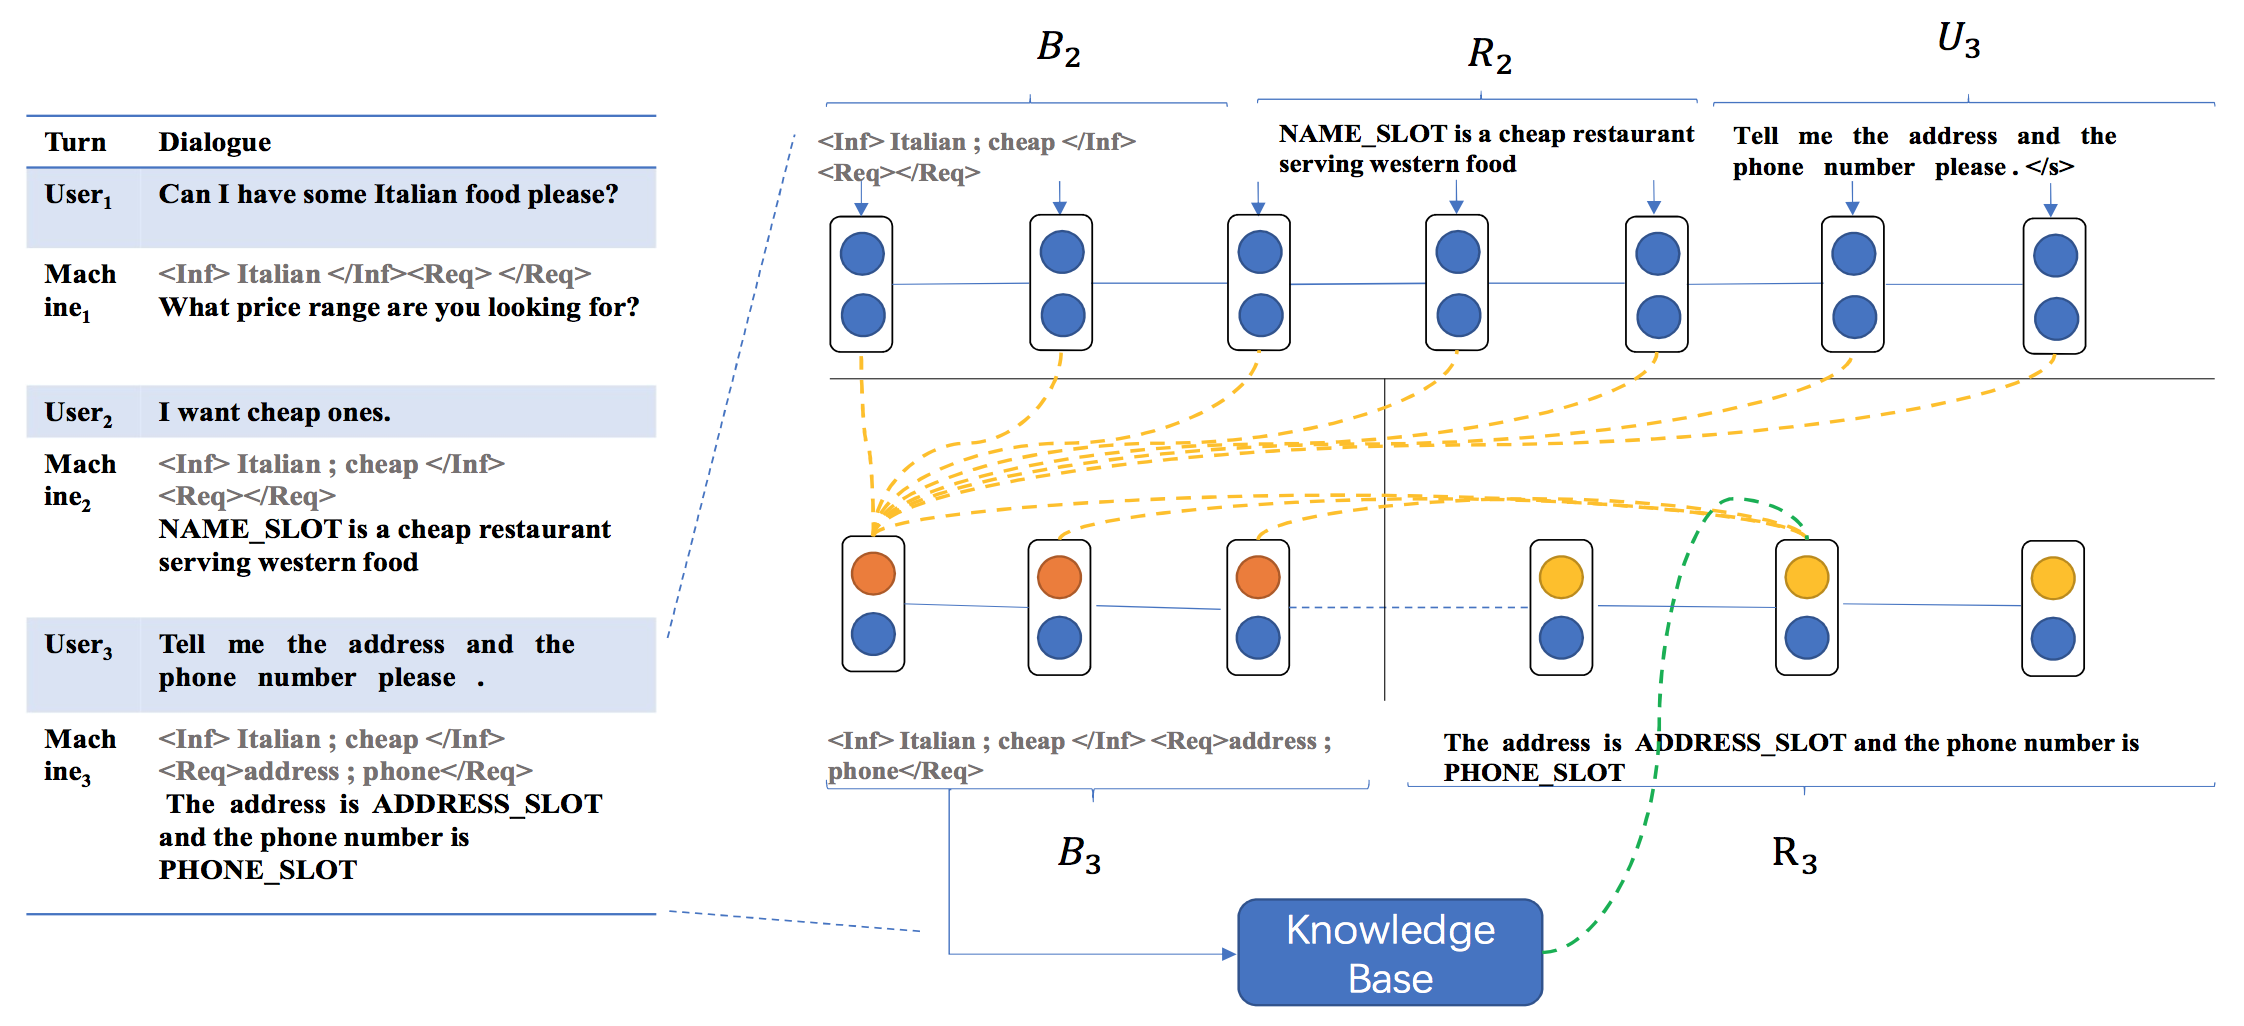 Turn Dialogue
User1 Can I have some Italian food please?
Mach <Inf> Italian </Inf><Req> </Req>
ine1 What price range are you looking for?
User2 I want cheap ones.
Mach <Inf> Italian ; cheap </Inf>
ine2 <Req></Req>
NAME_SLOT is a cheap restaurant
serving western food
User3 Tell me the address and the
phone number please .
Mach <Inf> Italian ; cheap </Inf>
ine3 <Req>address ; phone</Req>
The address is ADDRESS_SLOT
and the phone number is
PHONE_SLOT
B2
R2
U3
<Inf> Italian ; cheap </Inf>
<Req></Req>
NAME_SLOT is a cheap restaurant
serving western food
Tell me the address and the
phone number please . </s>
<Inf> Italian ; cheap </Inf> <Req>address ;
phone</Req>
The address is ADDRESS_SLOT and the phone number is
PHONE_SLOT
B3
R3
Knowledge
Base